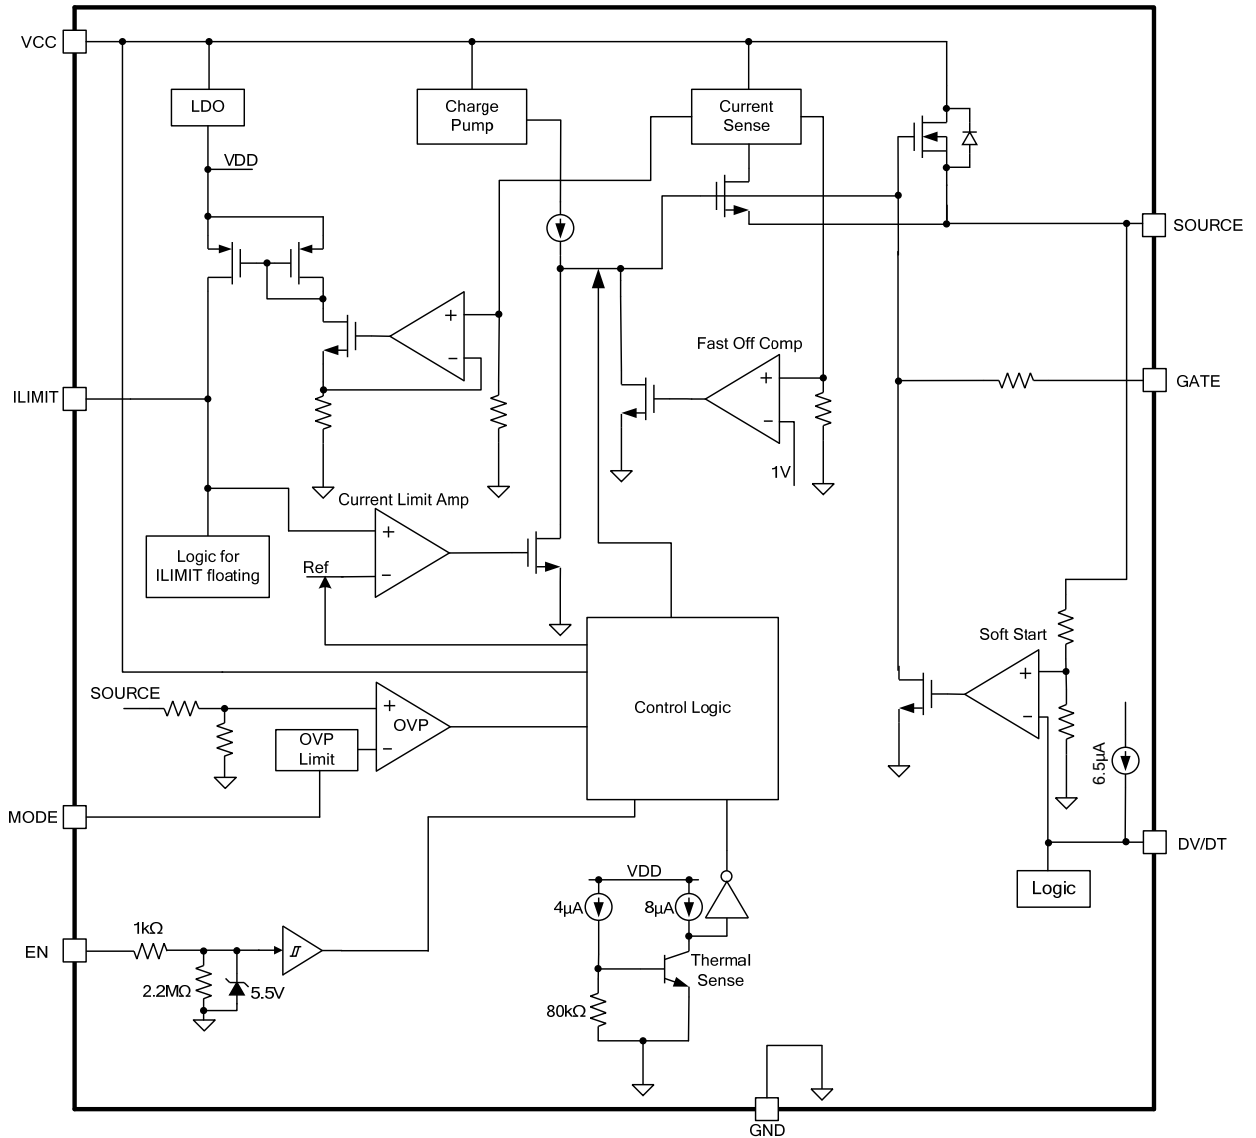 VCC
LDO
Charge
Pump
Current
Sense
VDD
SOURCE
+
−
Fast Off Comp
+
−
1V
GATE
ILIMIT
Current Limit Amp
+
−
Ref
Logic for
ILIMIT floating
Soft Start
+
−
Control Logic
SOURCE
+
OVP
−
OVP
Limit
6.5µA
MODE
DV/DT
Logic
VDD
4µA
8µA
1kΩ
EN
Thermal
Sense
2.2MΩ
5.5V
80kΩ
GND